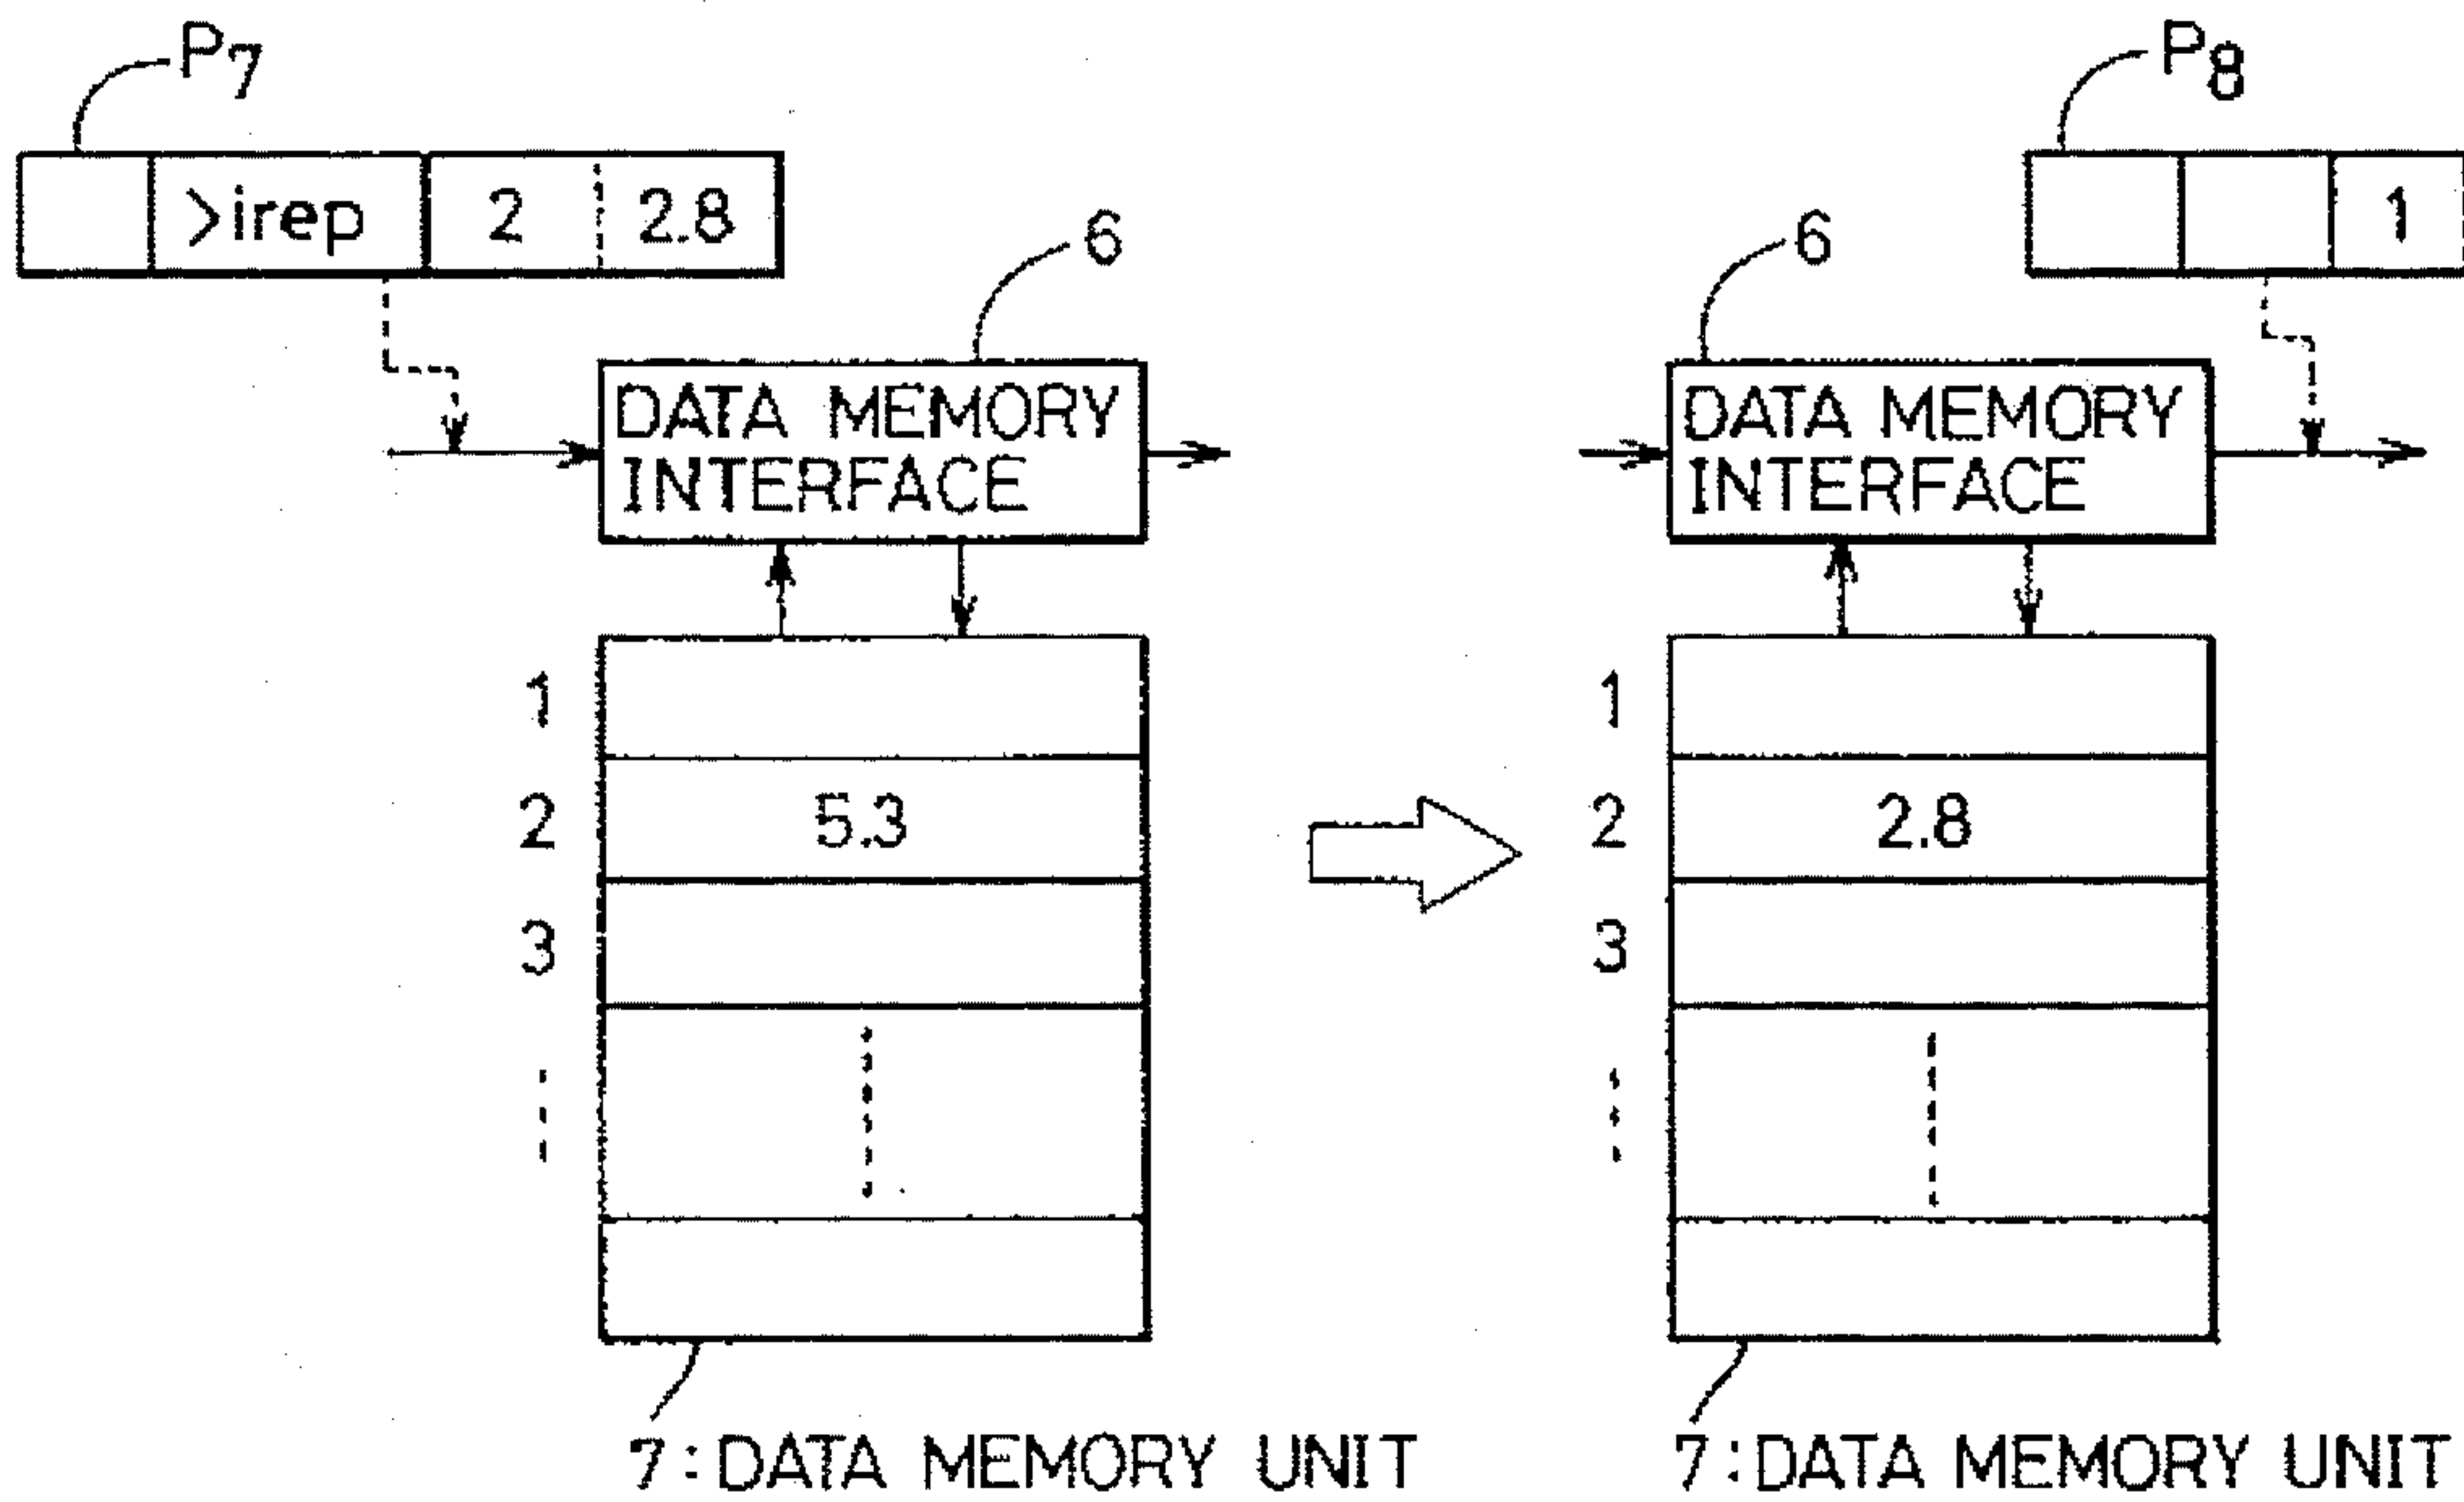 P7
P8
>irep 2 2.8
1
6
6
DATA MEMORY
INTERFACE
DATA MEMORY
INTERFACE
1
2 5.3
3
1
2 2.8
3
7:DATA MEMORY UNIT
7:DATA MEMORY UNIT